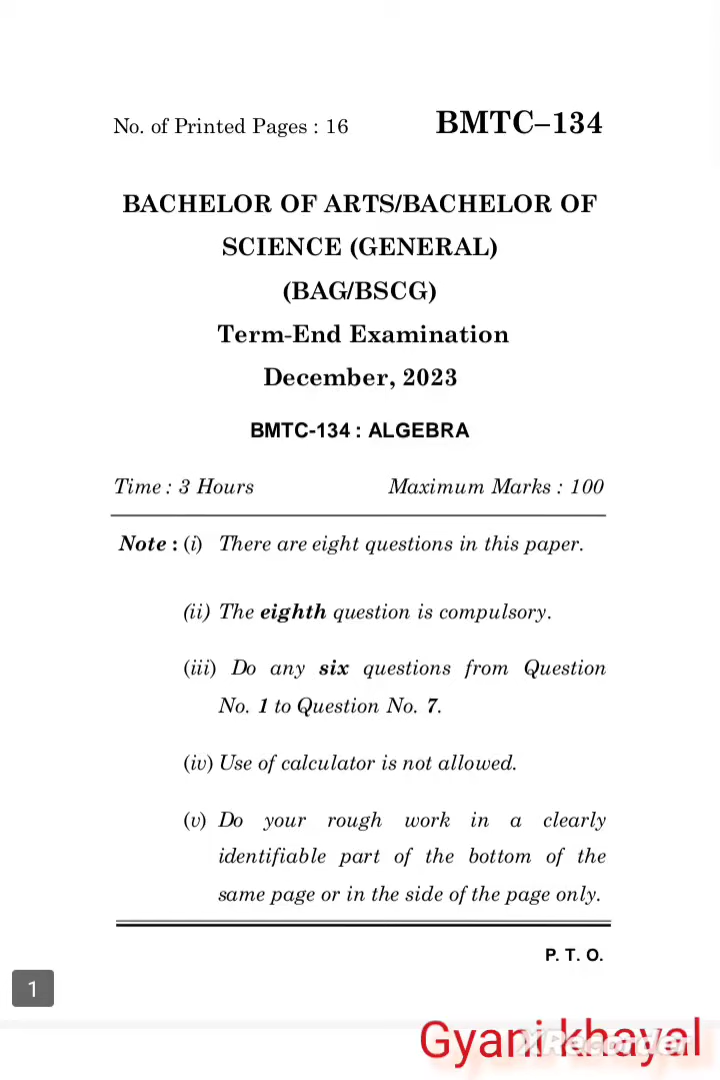 No. of Printed Pages : 16 BMTC–134
BACHELOR OF ARTS/BACHELOR OF
SCIENCE (GENERAL)
(BAG/BSCG)
Term-End Examination
December, 2023
BMTC-134 : ALGEBRA
Time : 3 Hours Maximum Marks : 100
Note : (i) There are eight questions in this paper.
(ii) The eighth question is compulsory.
(iii) Do any six questions from Question
No. 1 to Question No. 7.
(iv) Use of calculator is not allowed.
(v) Do your rough work in a clearly
identifiable part of the bottom of the
same page or in the side of the page only.
P. T. O.
1
Gyani khayal
XRecorder